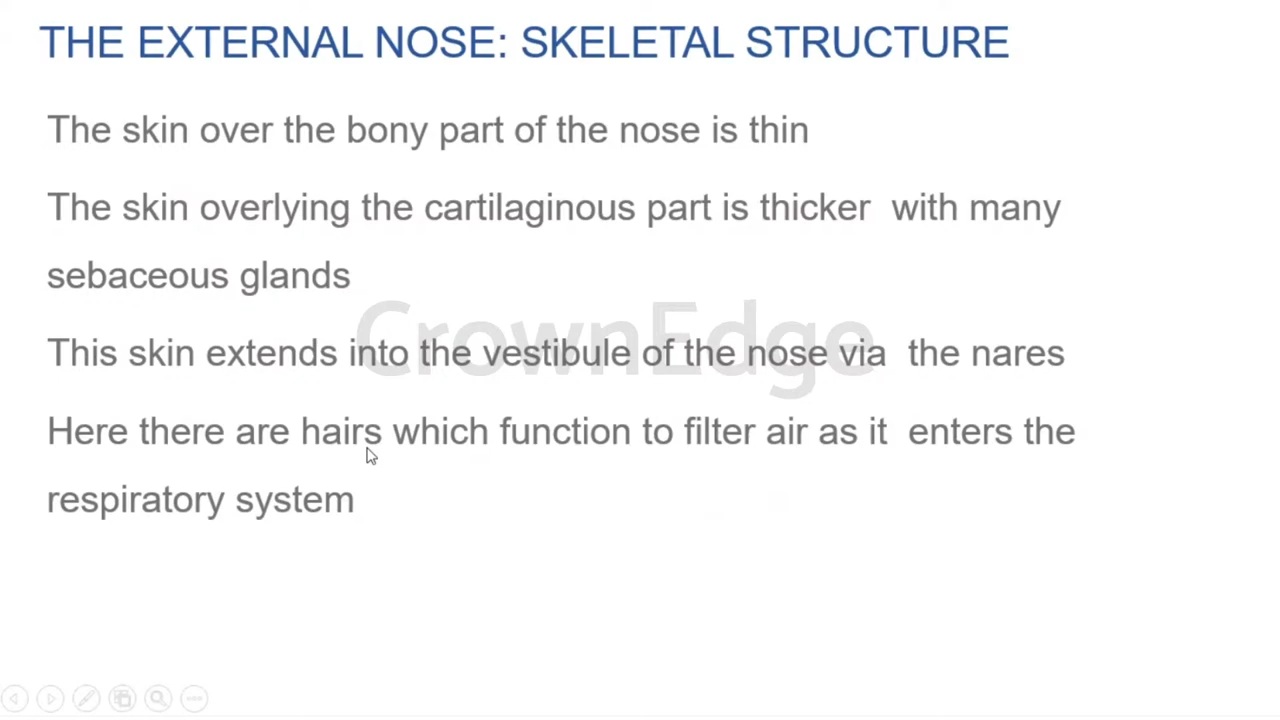 THE EXTERNAL NOSE: SKELETAL STRUCTURE
The skin over the bony part of the nose is thin
The skin overlying the cartilaginous part is thicker with many
sebaceous glands
CrownEdge
This skin extends into the vestibule of the nose via the nares
Here there are hairs which function to filter air as it enters the
respiratory system